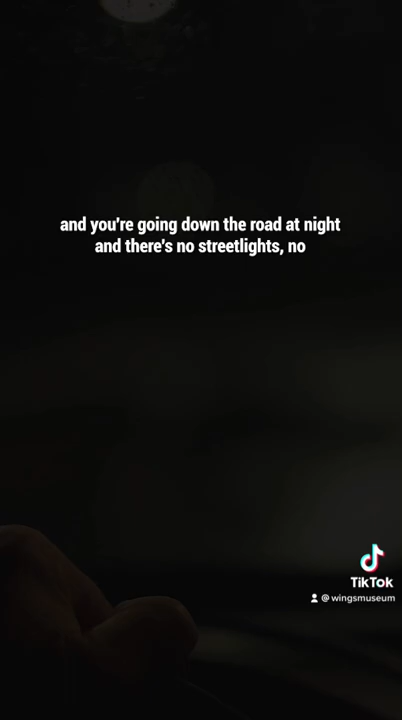 and you're going down the road at night
and there's no streetlights, no
TikTok
@wingsmuseum